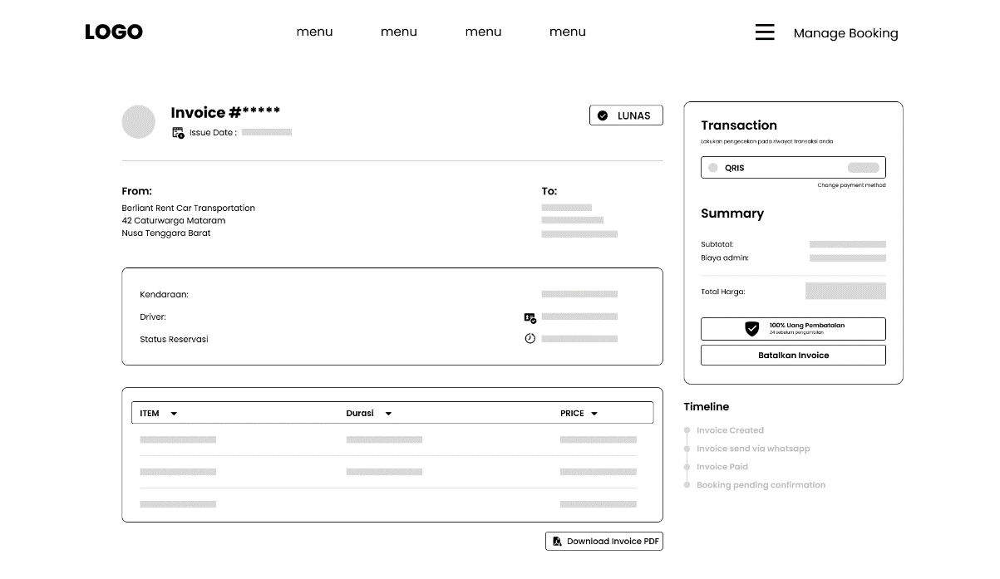 LOGO
menu
menu
menu
menu
Manage Booking
Invoice #*****
Issue Date :
LUNAS
From:
Berliant Rent Car Transportation
42 Caturwarga Mataram
Nusa Tenggara Barat
To:
Kendaraan:
Driver:
Status Reservasi
ITEM
Durasi
PRICE
Download Invoice PDF
Transaction
Lakukan pengecekan pada riwayat transaksi anda
QRIS
Change payment method
Summary
Subtotal:
Biaya admin:
Total Harga:
100% Uang Pembatalan
24 sebelum pengambilan
Batalkan Invoice
Timeline
Invoice Created
Invoice send via whatsapp
Invoice Paid
Booking pending confirmation